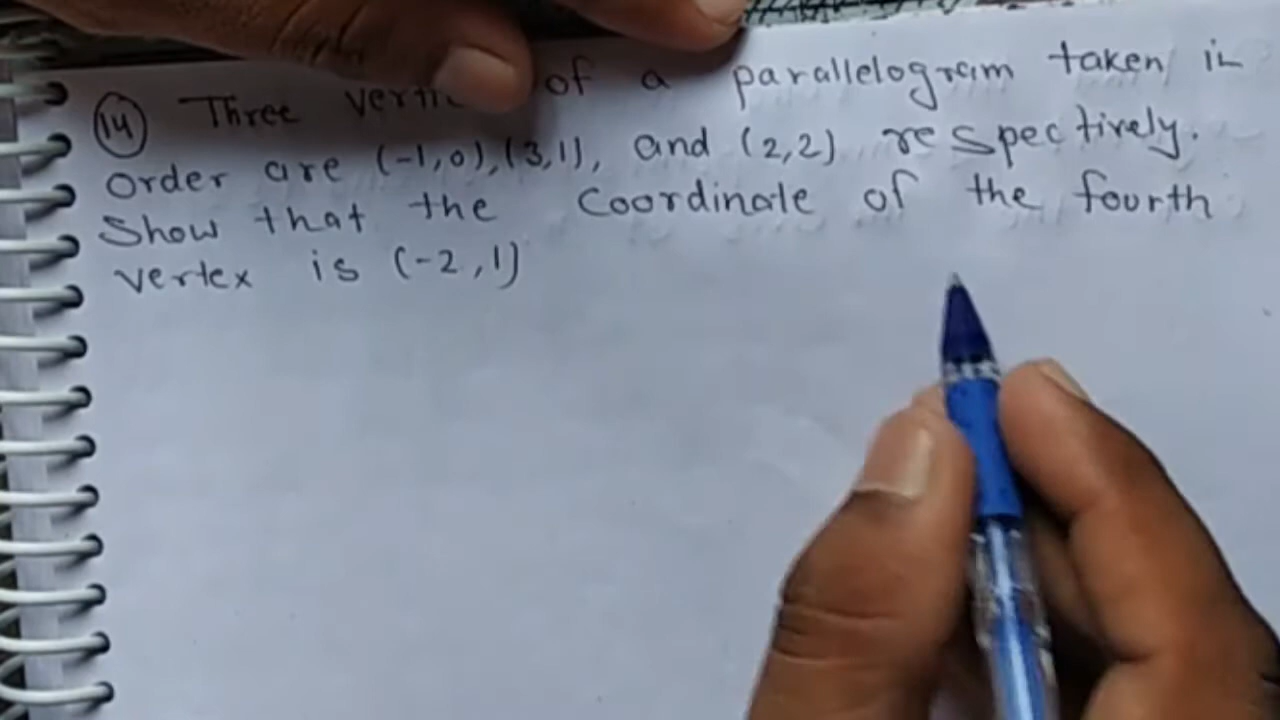 (14) Three of a parallelogram taken in
order are (-1,0),(3,1), and (2,2) respectively.
Show that the Coordinate of the fourth
vertex is (-2,1)